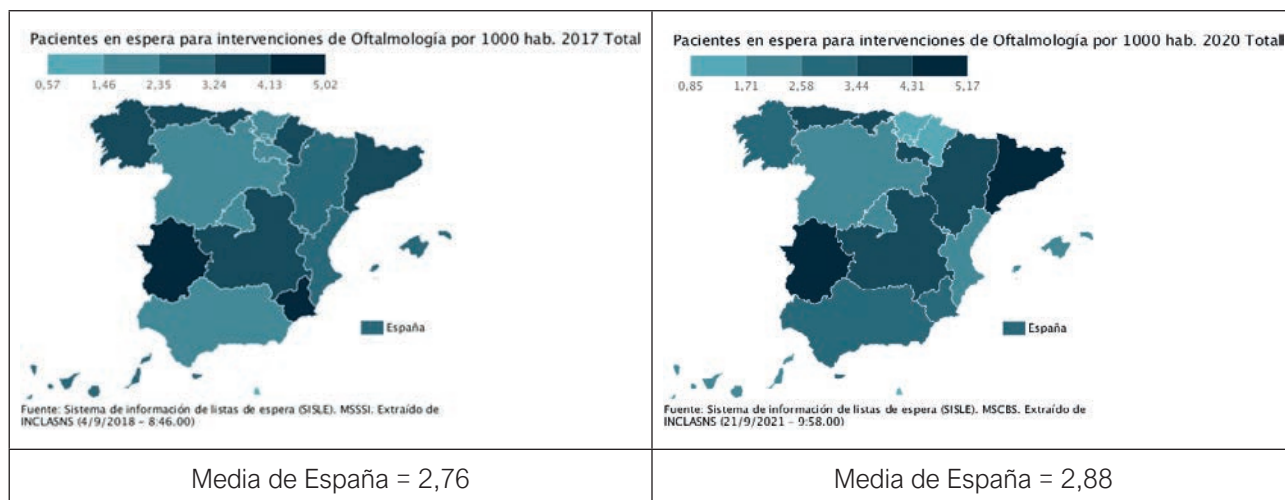 Pacientes en espera para intervenciones de Oftalmología por 1000 hab. 2017 Total
0,57 1,46 2,35 3,24 4,13 5,02
España
Fuente: Sistema de información de listas de espera (SISLE). MSSSI. Extraído de
INCLASNS (4/9/2018 - 8:46.00)
Media de España = 2,76
Pacientes en espera para intervenciones de Oftalmología por 1000 hab. 2020 Total
0,85 1,71 2,58 3,44 4,31 5,17
España
Fuente: Sistema de información de listas de espera (SISLE). MSCBS. Extraído de
INCLASNS (21/9/2021 - 9:58.00)
Media de España = 2,88